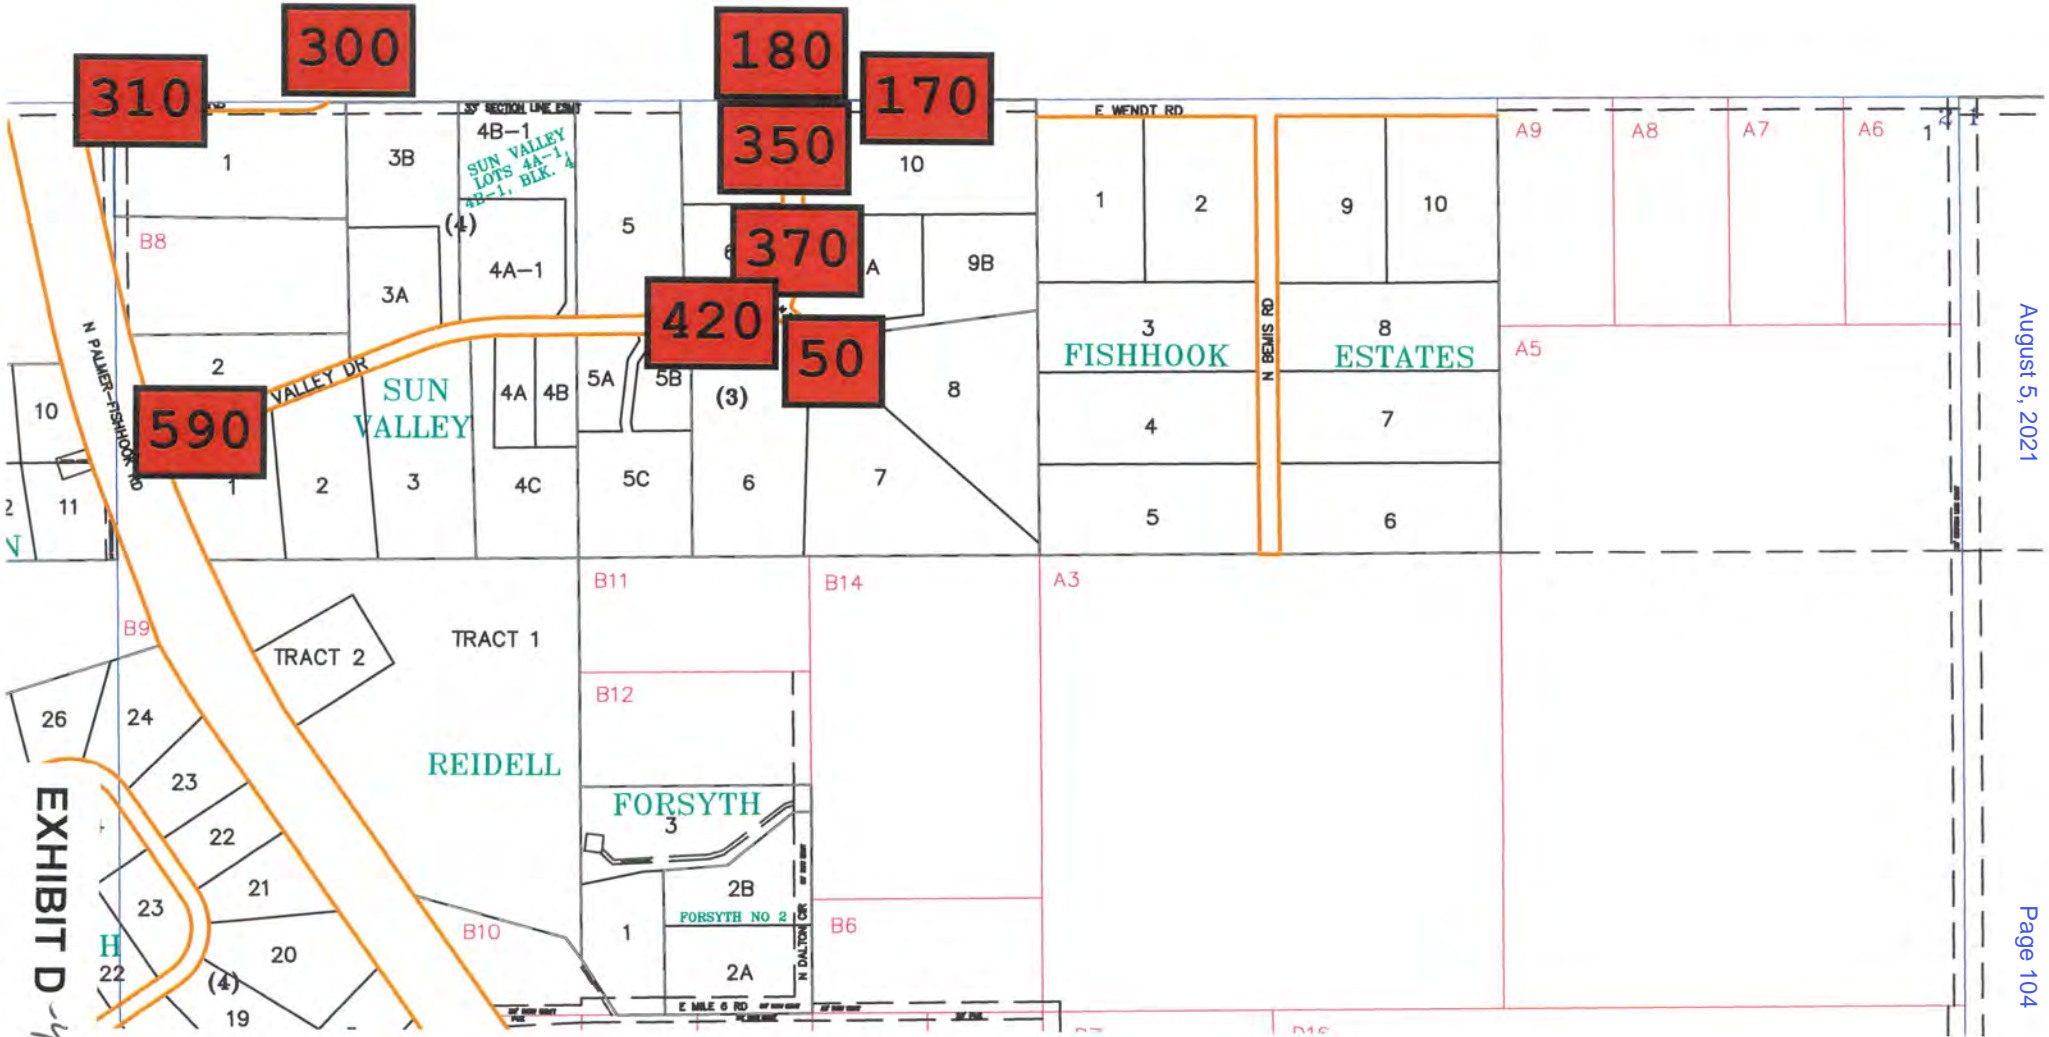 300
180
310
170
33' SECTION LINE ESMT
E WENDT RD
4B-1
SUN VALLEY
LOTS 4A-1,
4B-1, BLK. 4
350
1
3B
10
A9
A8
A7
A6
1
1
2
9
10
(4)
5
B8
370
A
9B
4A-1
3A
420
50
3
8
N BEMIS RD
FISHHOOK
ESTATES
A5
N PALMER-FISHHOOK RD
2
VALLEY DR
SUN
VALLEY
4A
4B
5A
5B
(3)
8
10
590
4
7
1
2
3
4C
5C
6
7
11
2
5
6
N
B11
B14
A3
B9
TRACT 2
TRACT 1
B12
26
24
REIDELL
23
FORSYTH
3
22
21
2B
FORSYTH NO 2
23
1
B10
B6
H
22
20
(4)
2A
N DALTON CIR
19
E MILE 6 RD
EXHIBIT D
August 5, 2021
Page 104